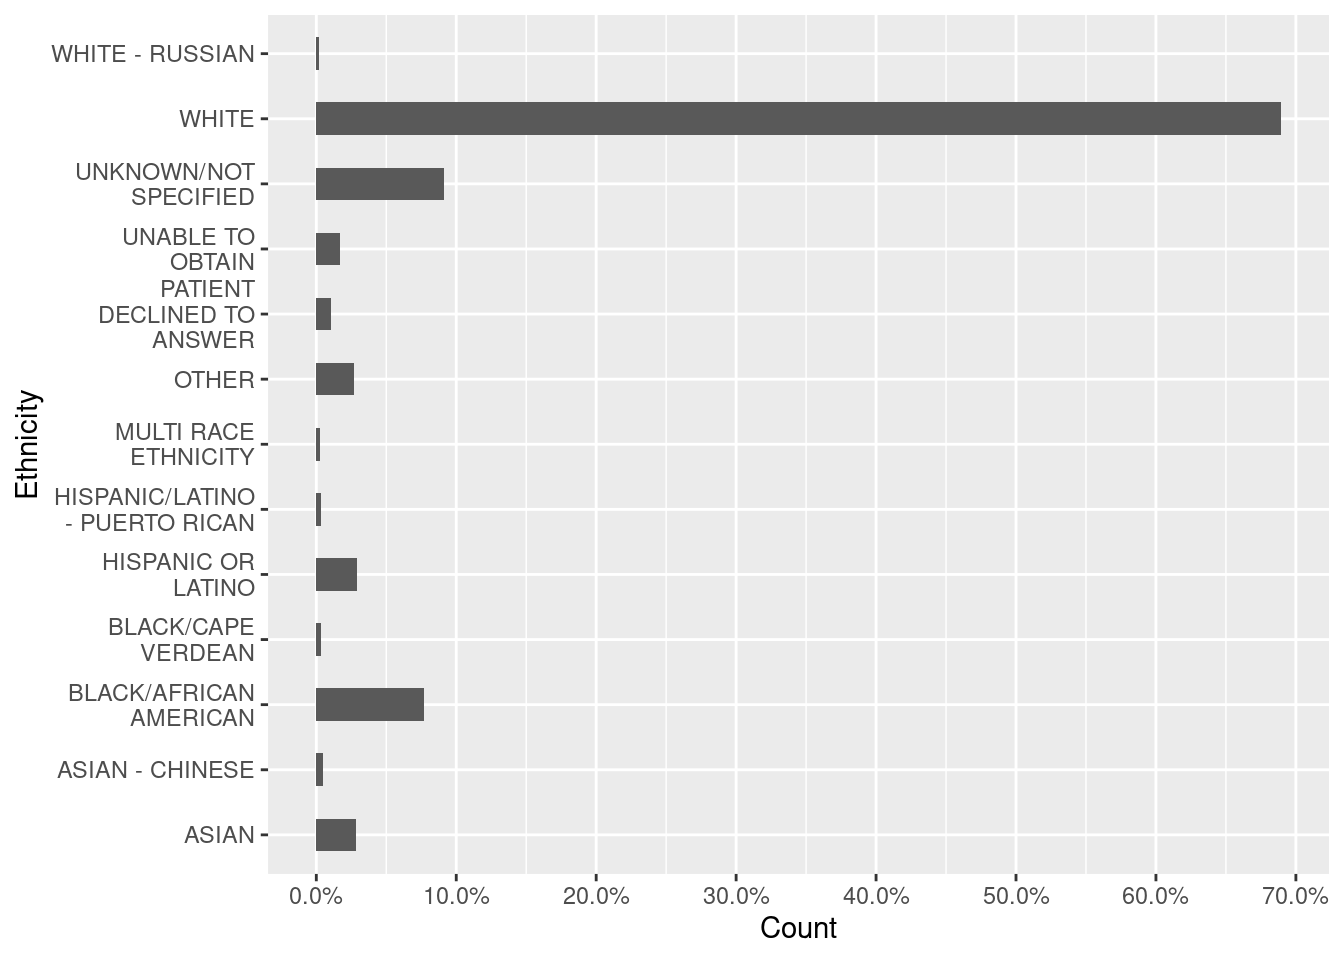 WHITE - RUSSIAN
WHITE
UNKNOWN/NOT
SPECIFIED
UNABLE TO
OBTAIN
PATIENT
DECLINED TO
ANSWER
OTHER
MULTI RACE
ETHNICITY
HISPANIC/LATINO
- PUERTO RICAN
HISPANIC OR
LATINO
BLACK/CAPE
VERDEAN
BLACK/AFRICAN
AMERICAN
ASIAN - CHINESE
ASIAN
Ethnicity
0.0% 10.0% 20.0% 30.0% 40.0% 50.0% 60.0% 70.0%
Count